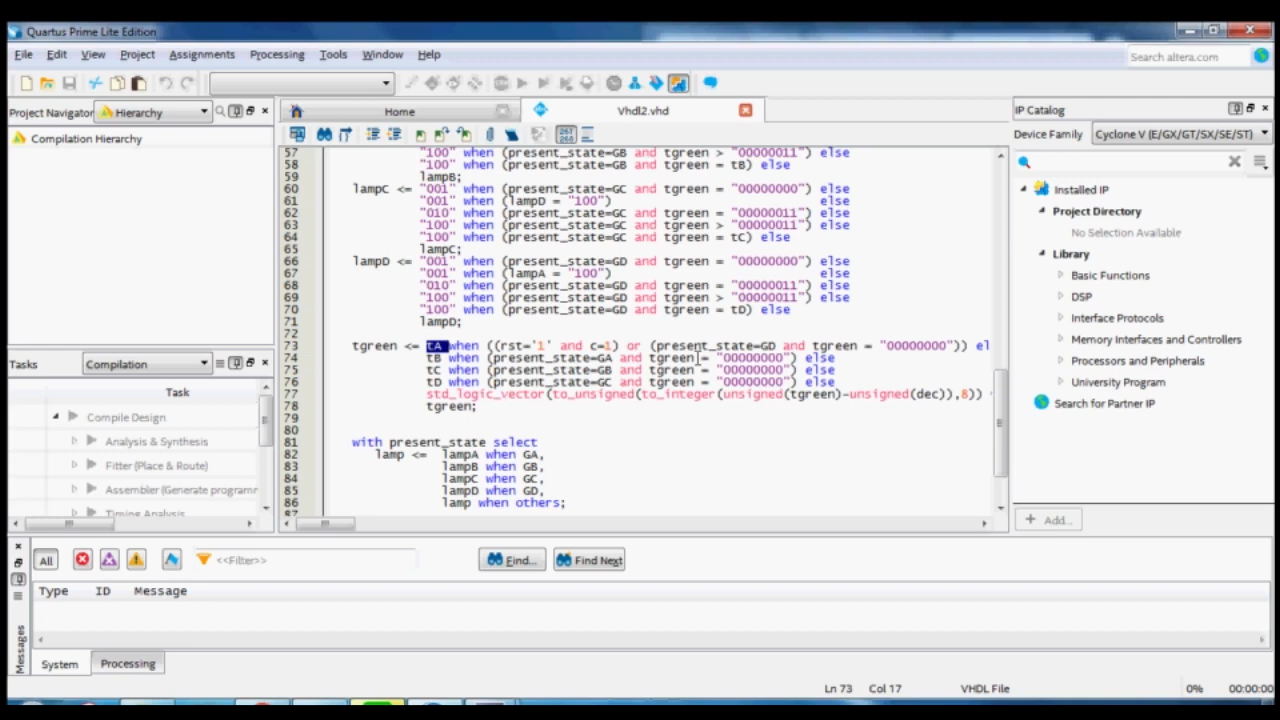 Quartus Prime Lite Edition
File Edit View Project Assignments Processing Tools Window Help
Search altera.com
Project Navigator Hierarchy
Home
Vhdl2.vhd
IP Catalog
Compilation Hierarchy
Device Family Cyclone V (E/GX/GT/SX/SE/ST)
57 "100" when (present_state=GB and tgreen > "00000011") else
58 "100" when (present_state=GB and tgreen = tB) else
59 lampB;
60 lampC <= "001" when (present_state=GC and tgreen = "00000000") else
61 "001" when (lampD = "100") else
62 "010" when (present_state=GC and tgreen = "00000011") else
63 "100" when (present_state=GC and tgreen > "00000011") else
64 "100" when (present_state=GC and tgreen = tC) else
65 lampC;
66 lampD <= "001" when (present_state=GD and tgreen = "00000000") else
67 "001" when (lampA = "100") else
68 "010" when (present_state=GD and tgreen = "00000011") else
69 "100" when (present_state=GD and tgreen > "00000011") else
70 "100" when (present_state=GD and tgreen = tD) else
71 lampD;
72
73 tgreen <= tA when ((rst='1' and c=1) or (present_state=GD and tgreen = "00000000")) el
74 tB when (present_state=GA and tgreen = "00000000") else
75 tC when (present_state=GB and tgreen = "00000000") else
76 tD when (present_state=GC and tgreen = "00000000") else
77 std_logic_vector(to_unsigned(to_integer(unsigned(tgreen)-unsigned(dec)),8))
78 tgreen;
79
80
81 with present_state select
82 lamp <= lampA when GA,
83 lampB when GB,
84 lampC when GC,
85 lampD when GD,
86 lamp when others;
87
Installed IP
Project Directory
No Selection Available
Library
Basic Functions
DSP
Interface Protocols
Memory Interfaces and Controllers
Processors and Peripherals
University Program
Search for Partner IP
+ Add...
Tasks Compilation
Task
Compile Design
Analysis & Synthesis
Fitter (Place & Route)
Assembler (Generate programm
Timing Analysis
All <<Filter>> Find... Find Next
Type ID Message
Messages
System Processing
Ln 73 Col 17 VHDL File 0% 00:00:00